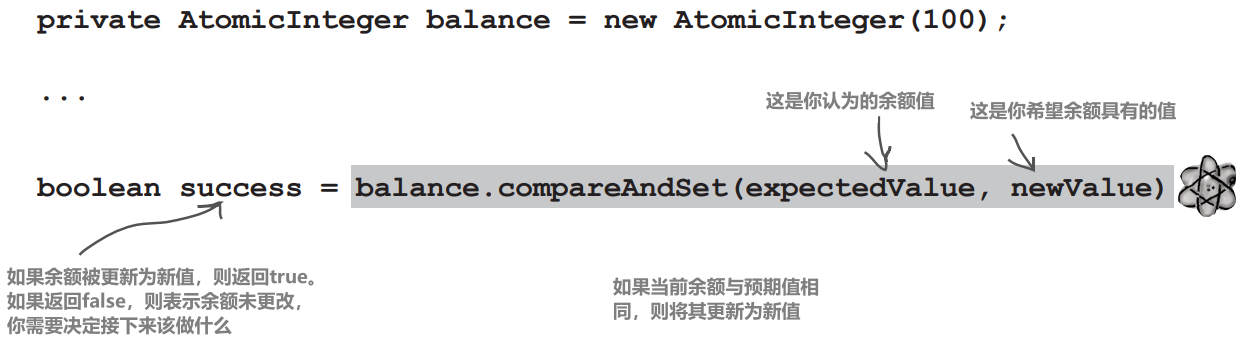 private AtomicInteger balance = new AtomicInteger(100);
...
这是你认为的余额值
这是你希望余额具有的值
boolean success = balance.compareAndSet(expectedValue, newValue)
如果余额被更新为新值，则返回true。
如果返回false，则表示余额未更改，
你需要决定接下来该做什么
如果当前余额与预期值相
同，则将其更新为新值